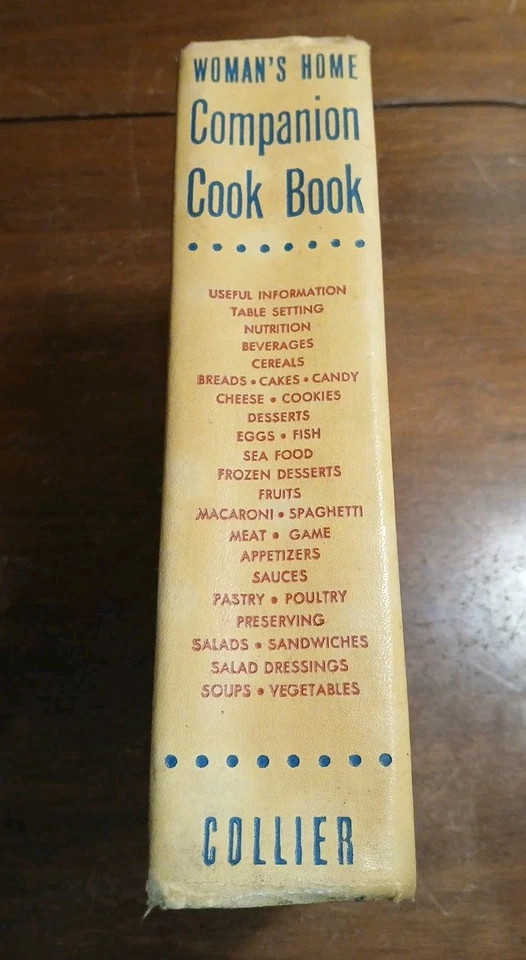 WOMAN'S HOME
Companion
Cook Book
USEFUL INFORMATION
TABLE SETTING
NUTRITION
BEVERAGES
CEREALS
BREADS • CAKES • CANDY
CHEESE • COOKIES
DESSERTS
EGGS • FISH
SEA FOOD
FROZEN DESSERTS
FRUITS
MACARONI • SPAGHETTI
MEAT • GAME
APPETIZERS
SAUCES
PASTRY • POULTRY
PRESERVING
SALADS • SANDWICHES
SALAD DRESSINGS
SOUPS • VEGETABLES
COLLIER